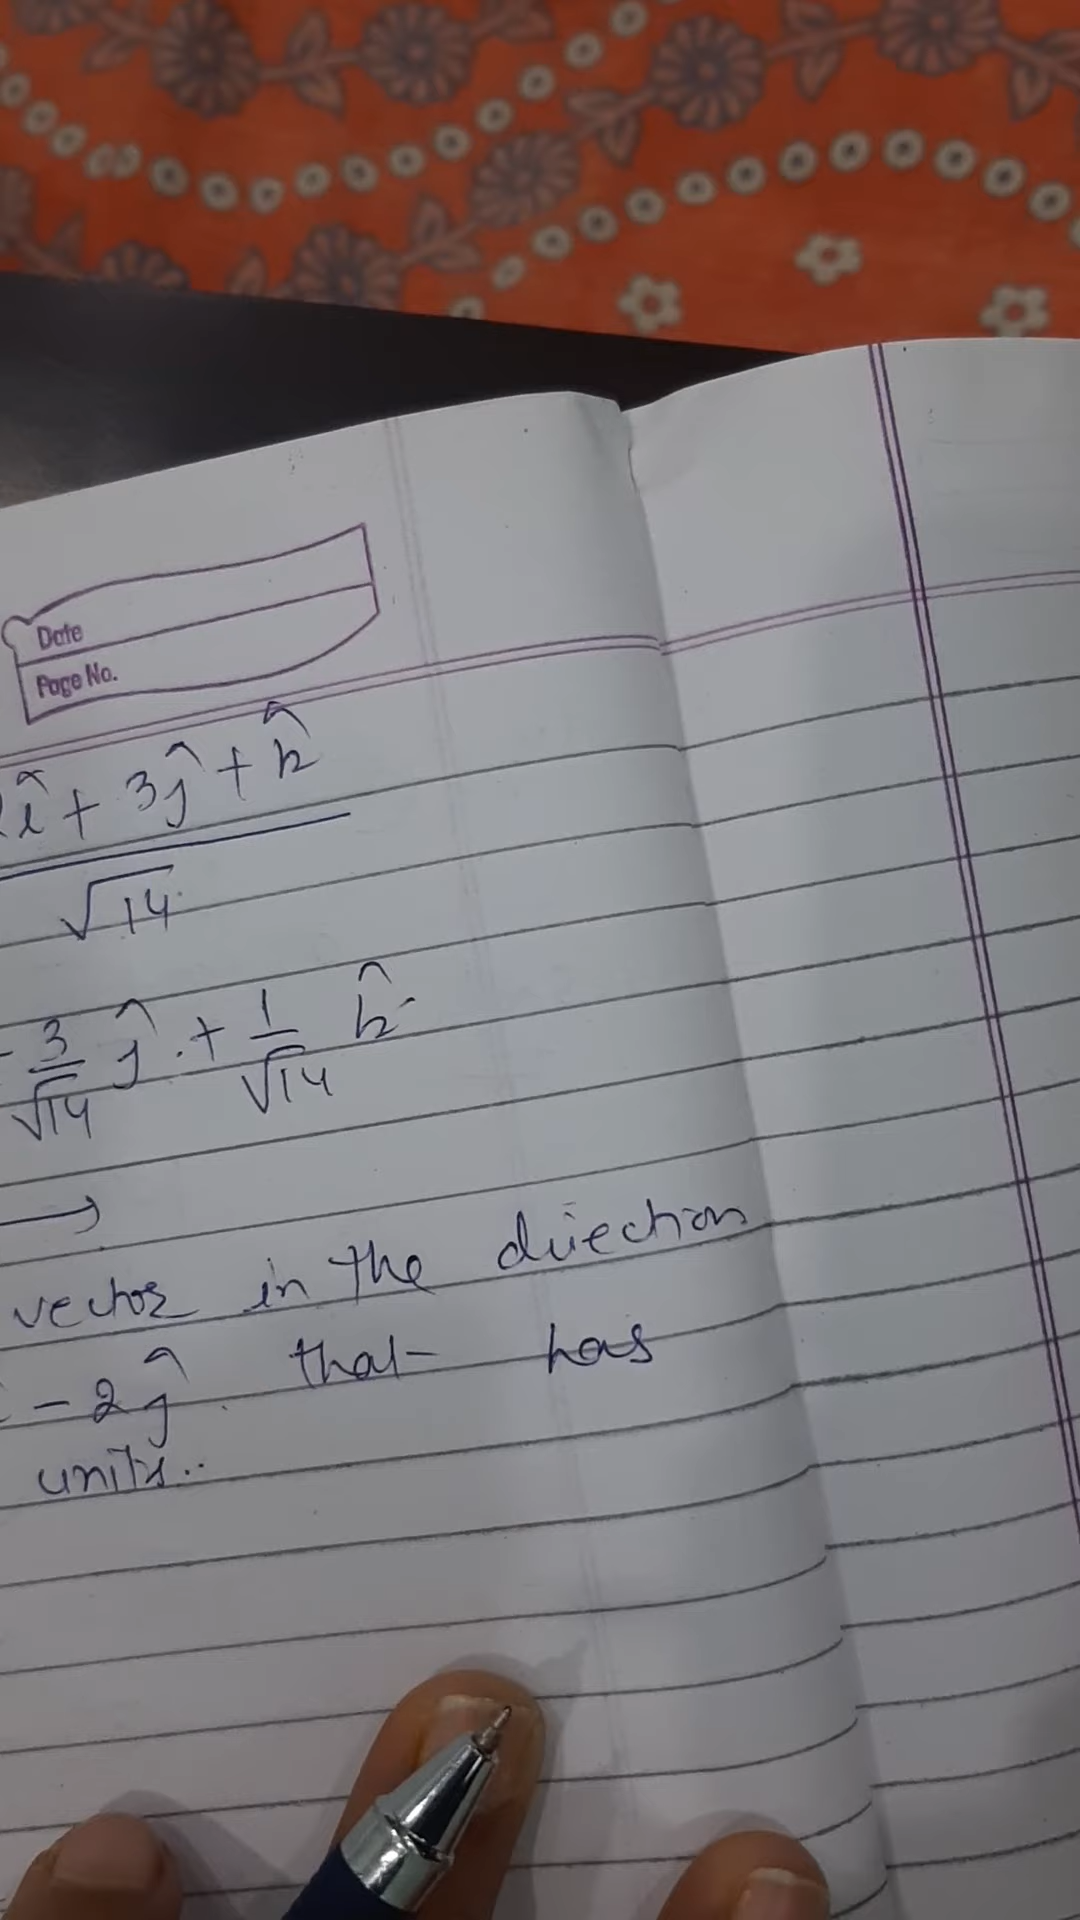 Date
Page No.
î + 3ĵ + k̂
√14
3/√14 ĵ + 1/√14 k̂
→
vector in the direction
- 2ĵ that has
units..